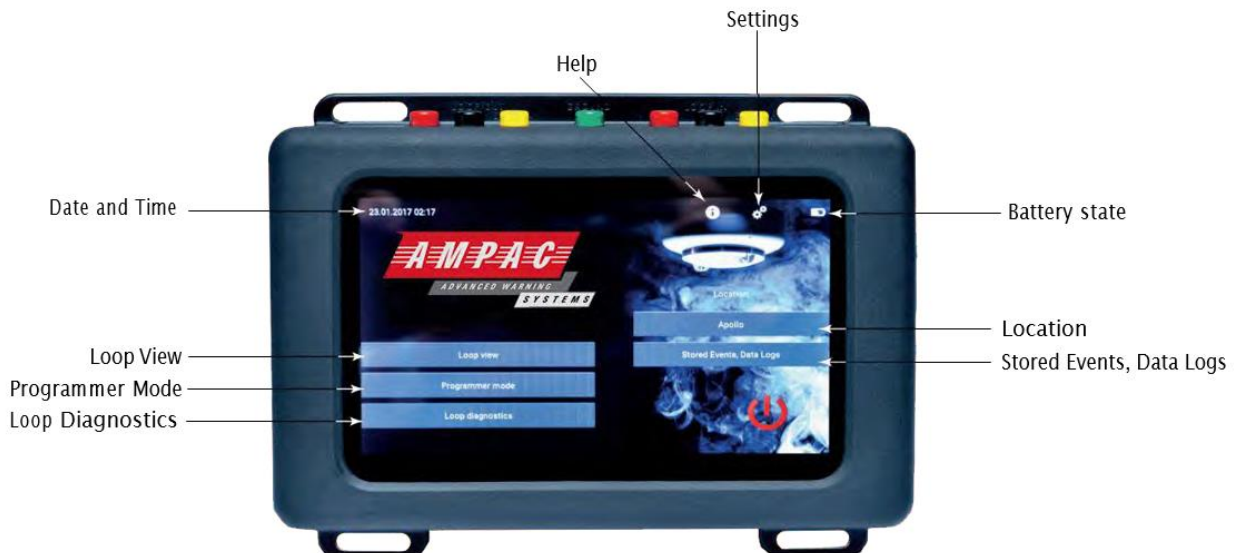 Settings
Help
Date and Time
23.01.2017 02:17
Battery state
AMPAC
ADVANCED WARNING
SYSTEMS
Location
Apollo
Location
Loop View
Loop view
Stored Events, Data Logs
Stored Events, Data Logs
Programmer Mode
Programmer mode
Loop Diagnostics
Loop diagnostics